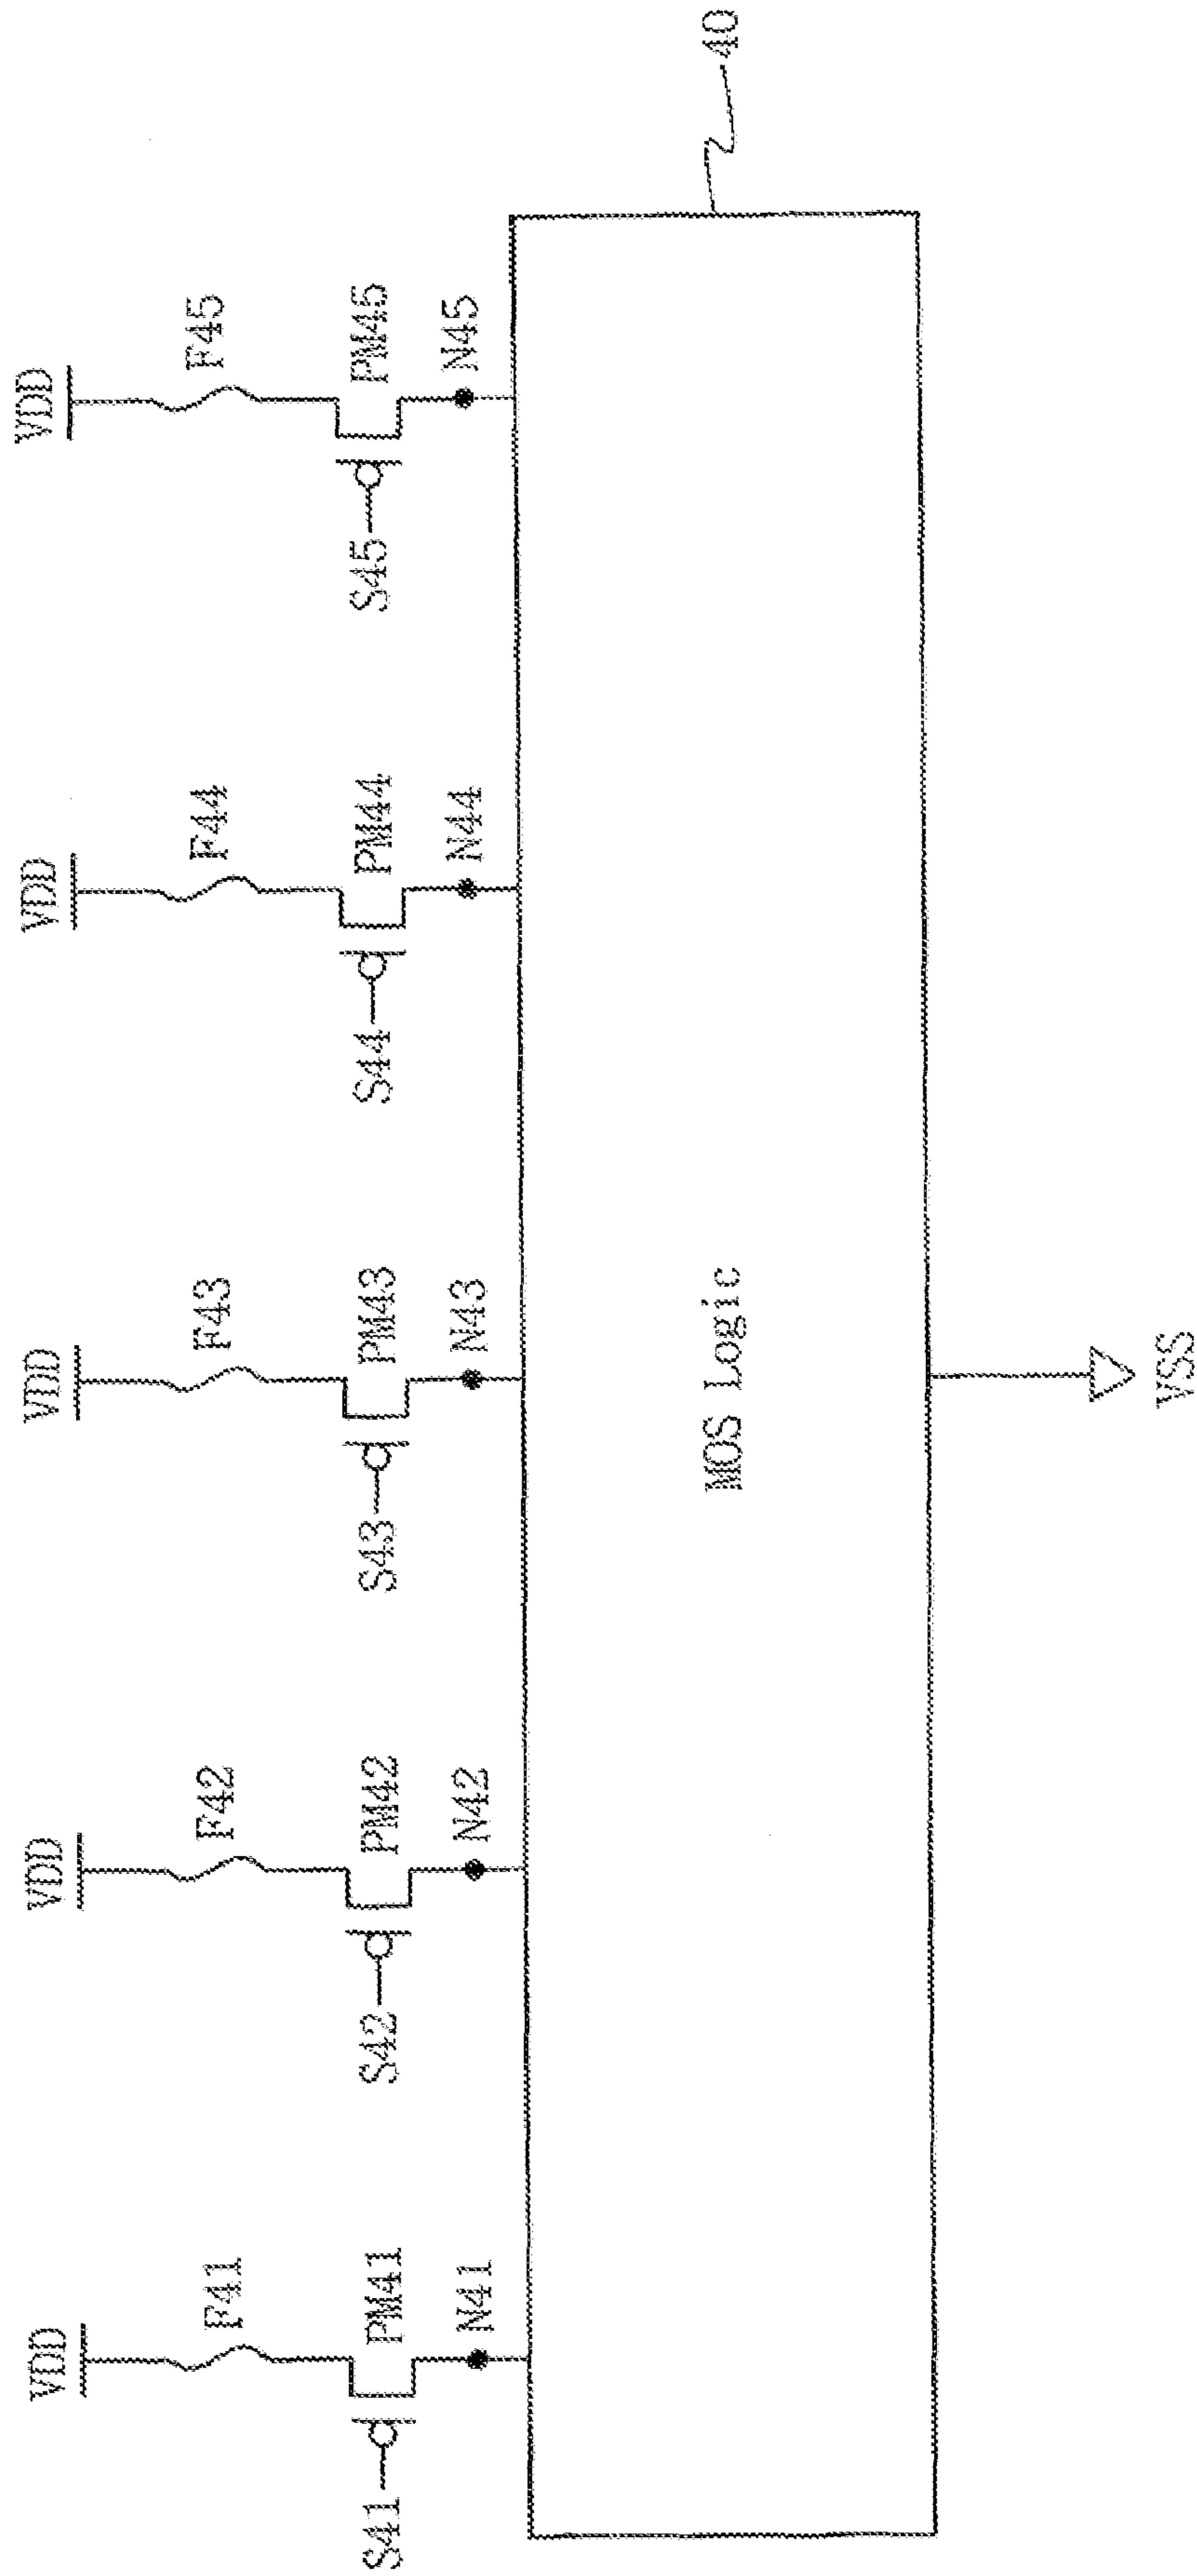 VDD VDD VDD VDD VDD
F41 F42 F43 F44 F45
S41 PM41 S42 PM42 S43 PM43 S44 PM44 S45 PM45
N41 N42 N43 N44 N45
MOS Logic
40
VSS